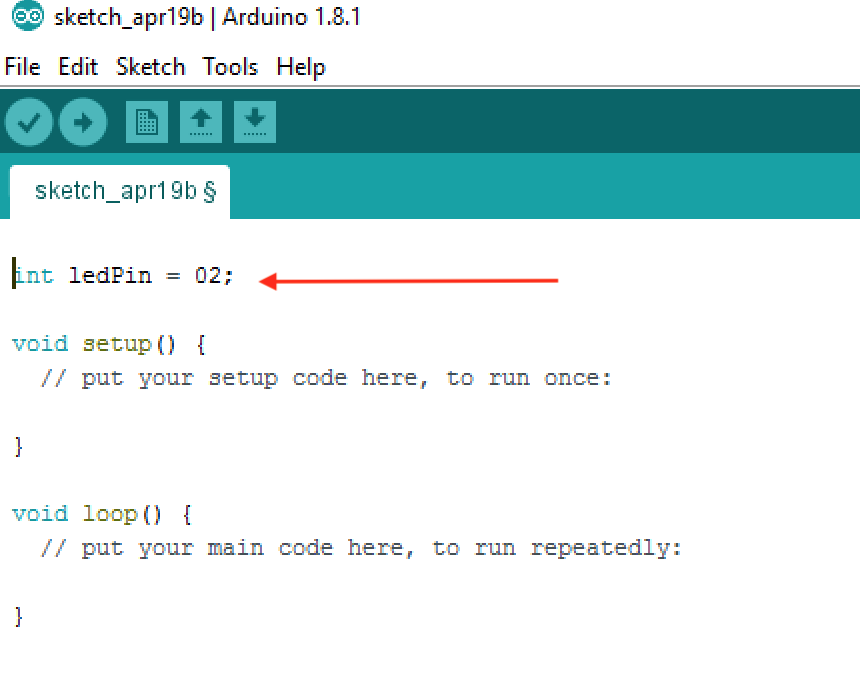 sketch_apr19b | Arduino 1.8.1
File Edit Sketch Tools Help
sketch_apr19b §
int ledPin = 02;
void setup() {
  // put your setup code here, to run once:
}
void loop() {
  // put your main code here, to run repeatedly:
}